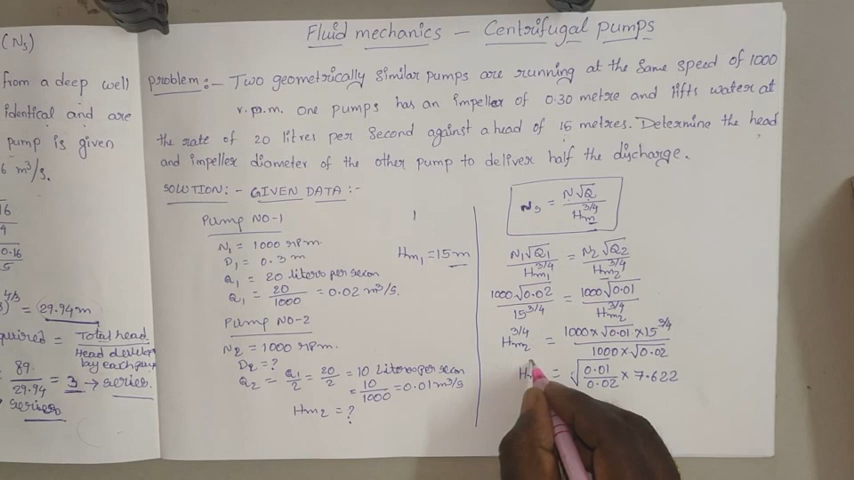 (Ns)
from a deep well
identical and are
pump is given
6 m³/s.
16
4
0.16
5
= 29.94m
quired = Total head
Head develop
by each pump
89
29.94
= 3 → series.
series
Fluid mechanics – Centrifugal pumps
problem:- Two geometrically similar pumps are running at the same speed of 1000
r.p.m. one pumps has an impeller of 0.30 metre and lifts water at
the rate of 20 litres per second against a head of 15 metres. Determine the head
and impeller diameter of the other pump to deliver half the discharge.
SOLUTION:- GIVEN DATA:-
Pump NO-1
N₁ = 1000 rpm
D₁ = 0.3 m
Hm₁ = 15m
Q₁ = 20 liters per secon
Q₁ = 20/1000 = 0.02 m³/s.
Pump NO-2
N₂ = 1000 rpm.
D₂ = ?
Q₂ = Q₁/2 = 20/2 = 10 Liters per secon
= 10/1000 = 0.01 m³/s
Hm₂ = ?
Ns = N√Q / Hm^3/4
N₁√Q₁ / Hm₁^3/4 = N₂√Q₂ / Hm₂^3/4
1000√0.02 / 15^3/4 = 1000√0.01 / Hm₂^3/4
Hm₂^3/4 = 1000×√0.01×15^3/4 / 1000×√0.02
= √0.01/0.02 × 7.622